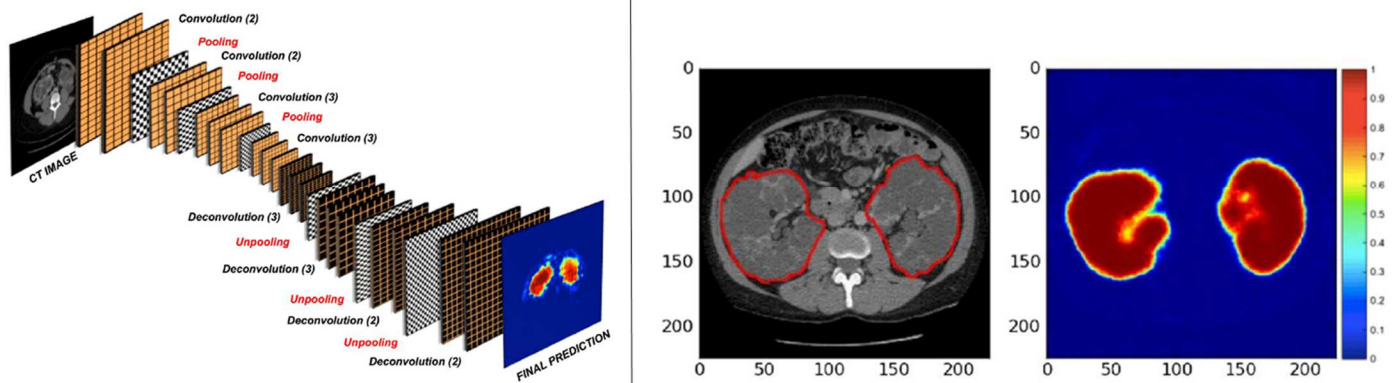 Convolution (2)
Pooling
Convolution (2)
Pooling
Convolution (3)
Pooling
Convolution (3)
CT IMAGE
Deconvolution (3)
Unpooling
Deconvolution (3)
Unpooling
Deconvolution (2)
Unpooling
Deconvolution (2)
FINAL PREDICTION
0
50
100
150
200
0 50 100 150 200
0
50
100
150
200
0 50 100 150 200
1
0.9
0.8
0.7
0.6
0.5
0.4
0.3
0.2
0.1
0